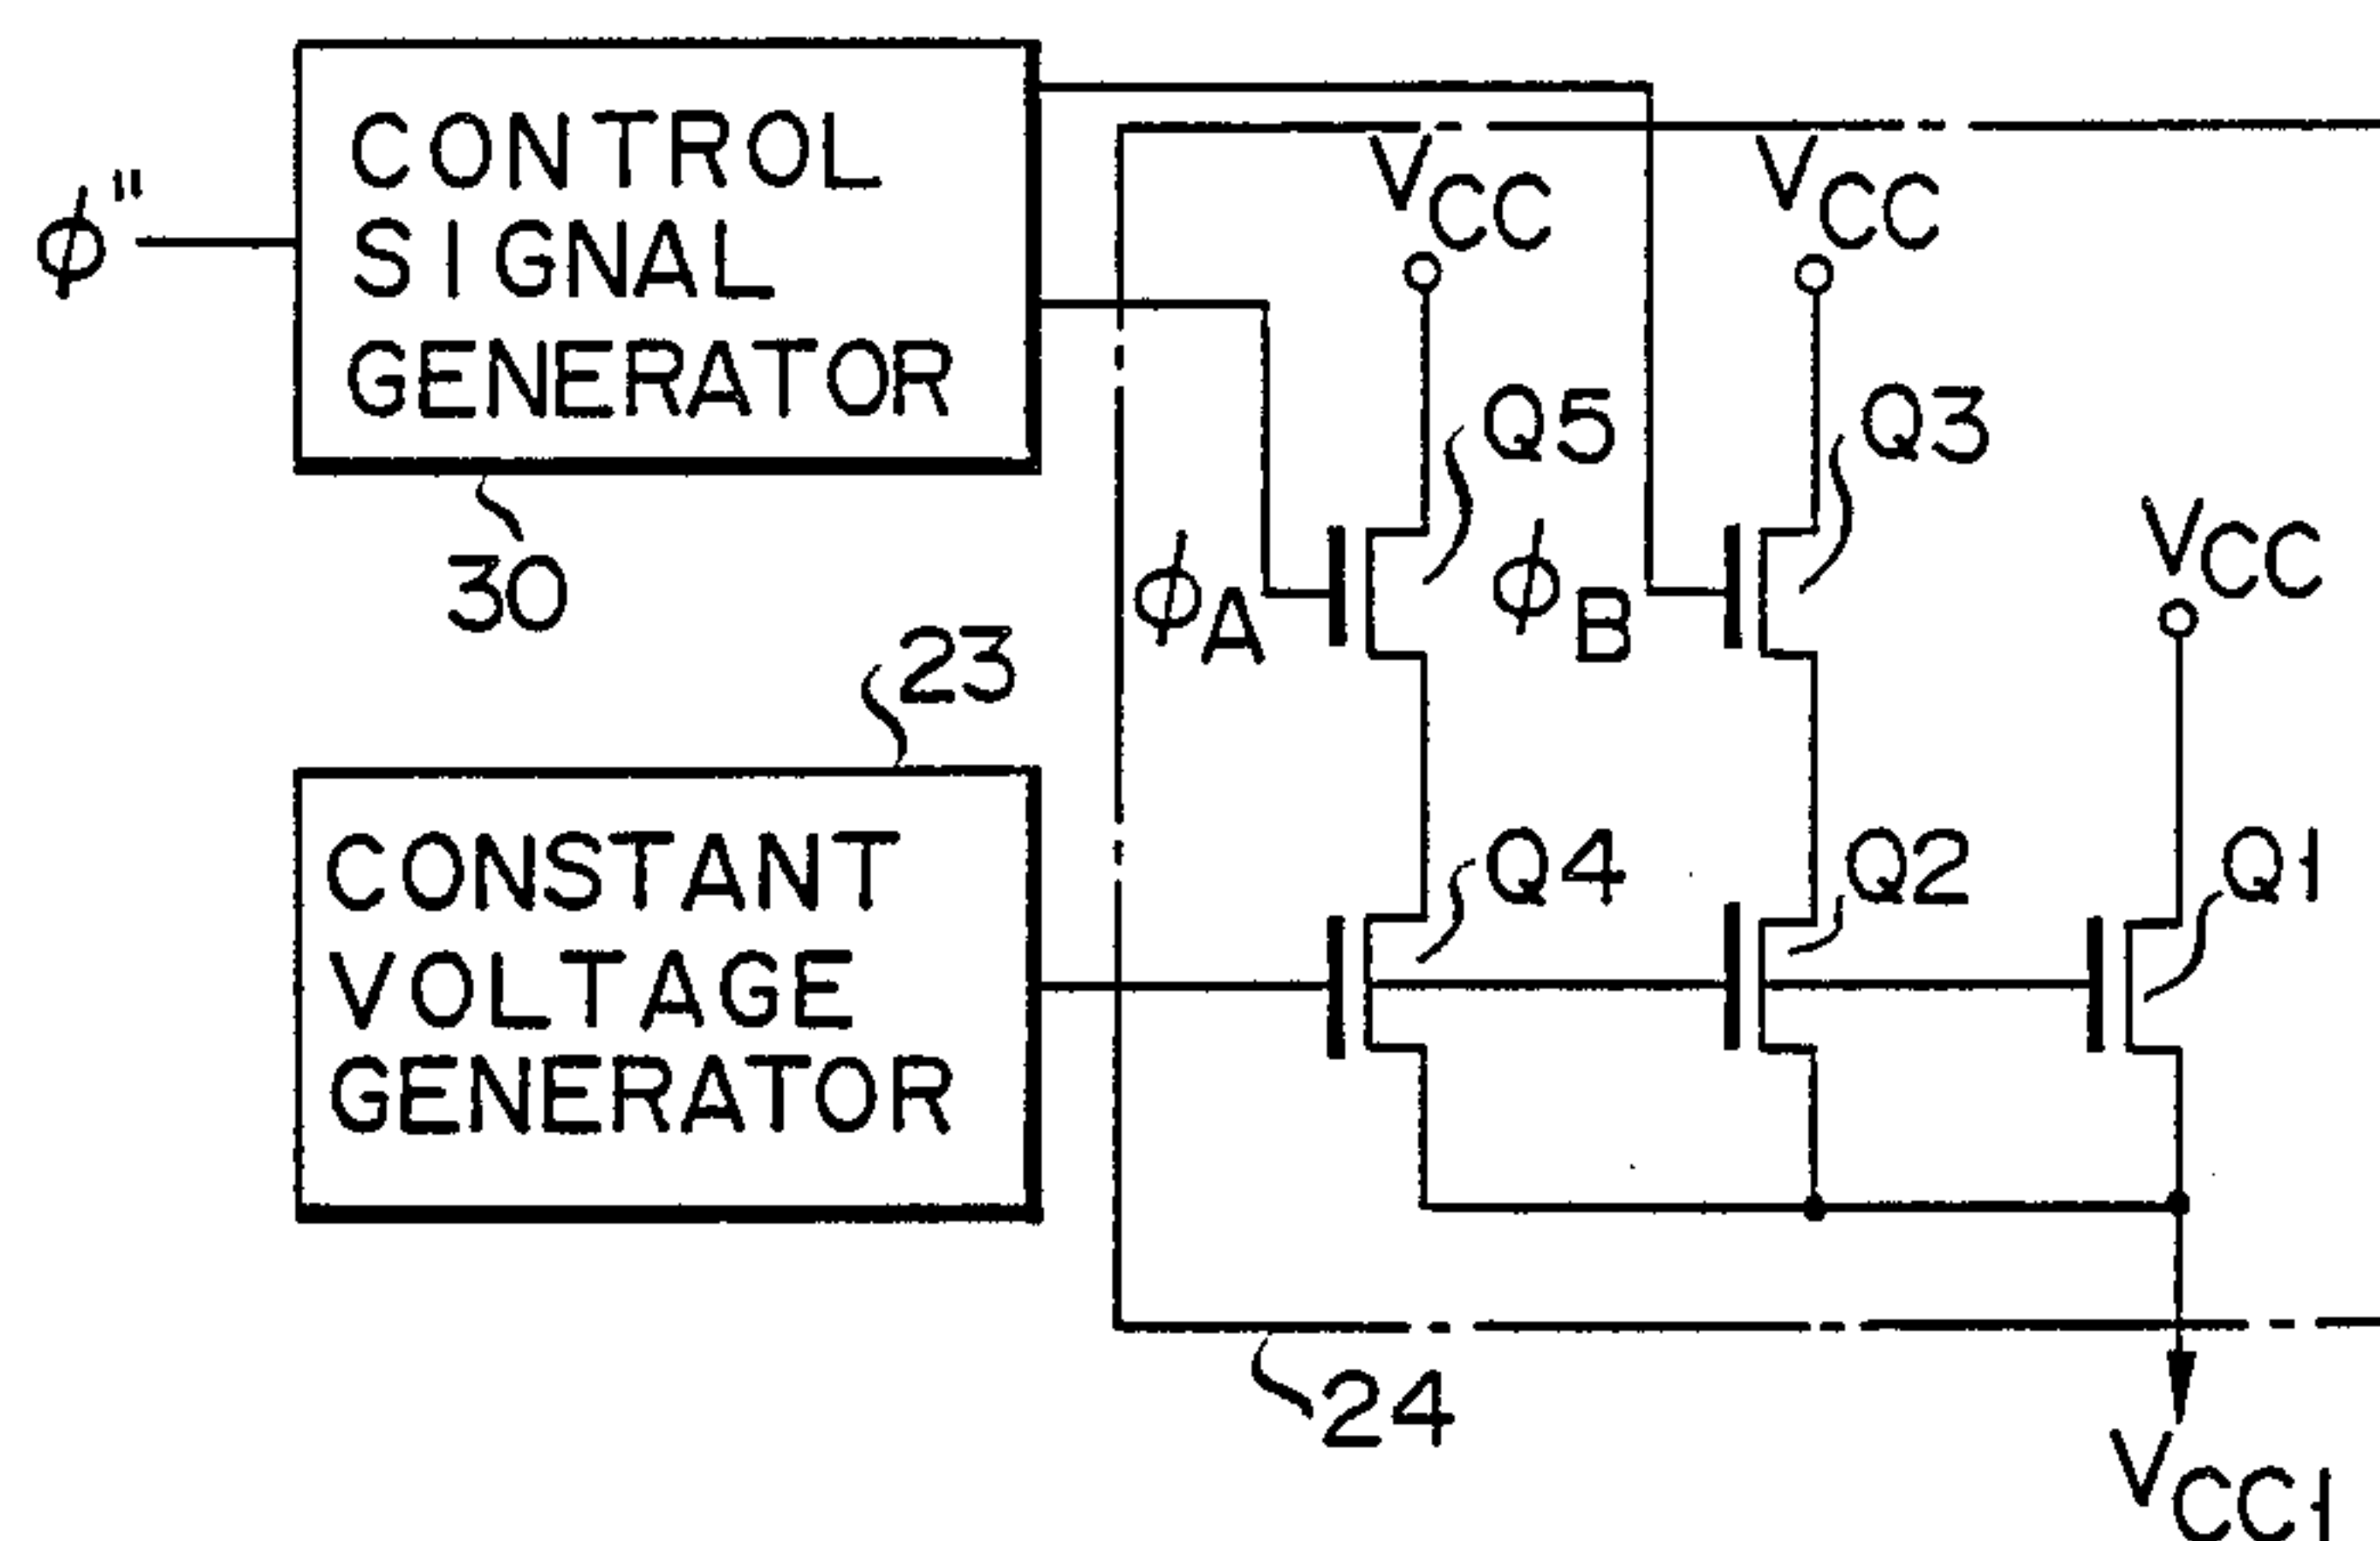 CONTROL
SIGNAL
GENERATOR
ϕ"
30
VCC
VCC
Q5
Q3
ϕA
ϕB
VCC
23
CONSTANT
VOLTAGE
GENERATOR
Q4
Q2
Q1
24
VCC1